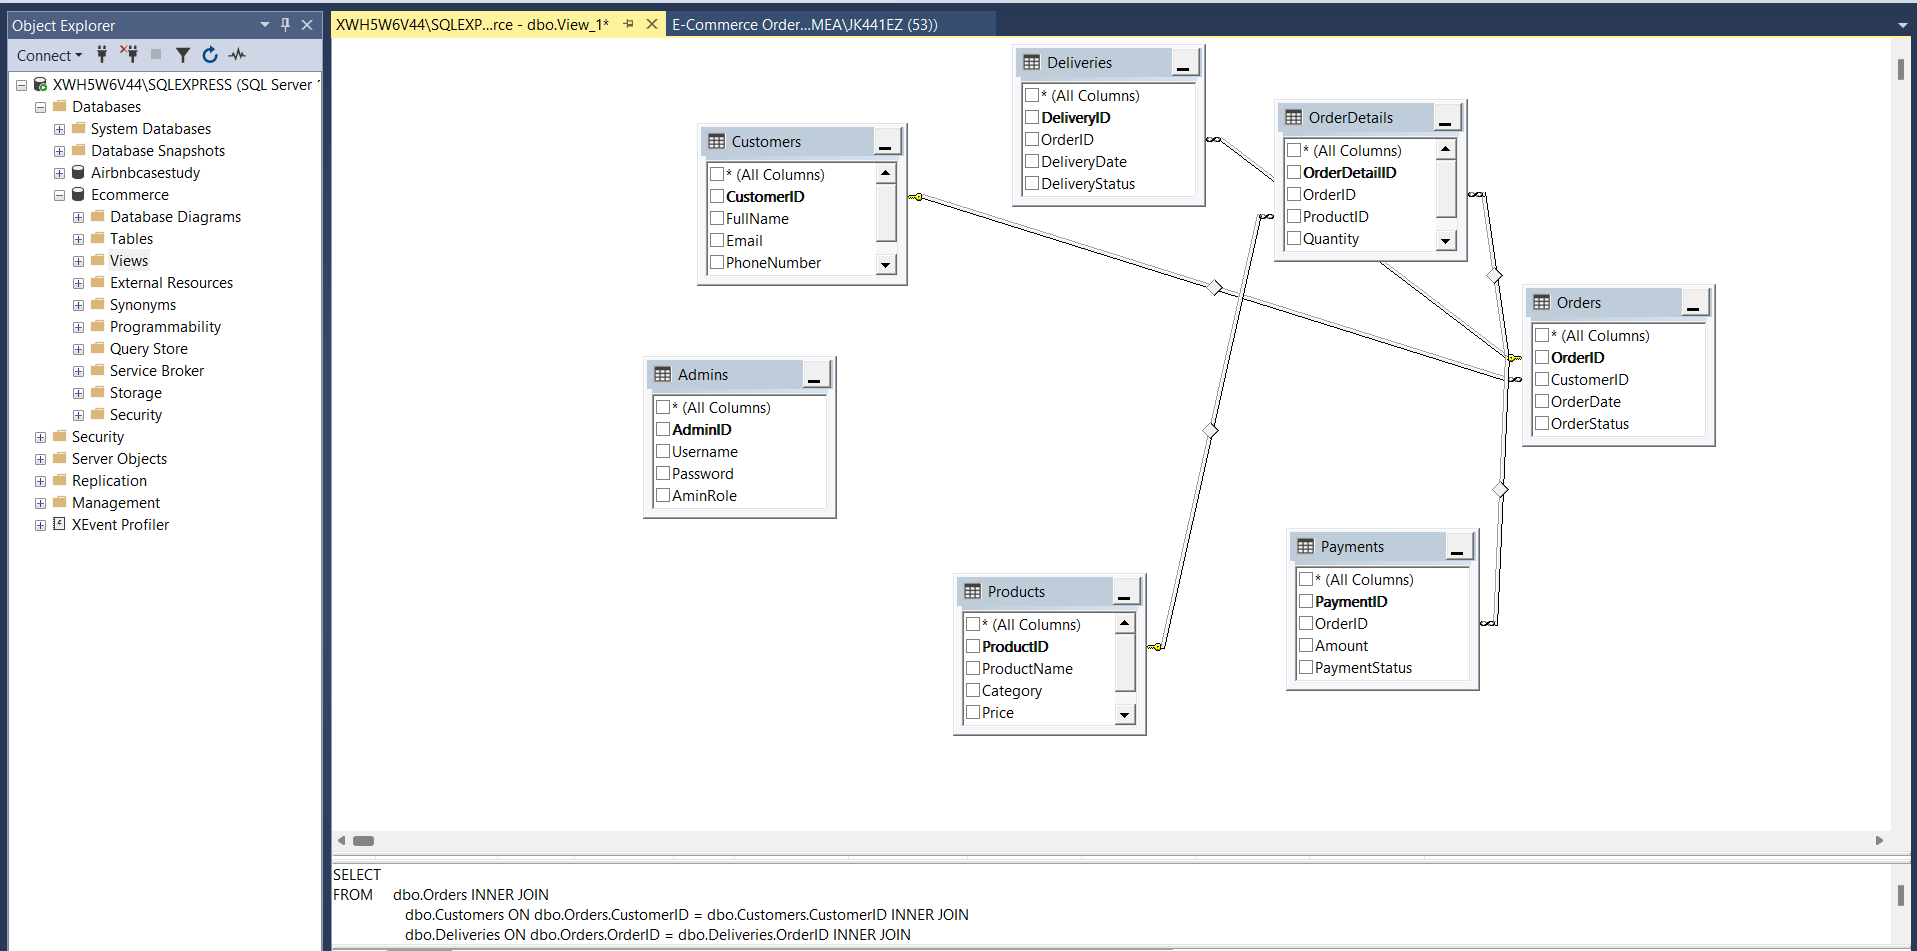 Object Explorer
Connect
XWH5W6V44\SQLEXPRESS (SQL Server
Databases
System Databases
Database Snapshots
Airbnbcasestudy
Ecommerce
Database Diagrams
Tables
Views
External Resources
Synonyms
Programmability
Query Store
Service Broker
Storage
Security
Security
Server Objects
Replication
Management
XEvent Profiler
XWH5W6V44\SQLEXP...rce - dbo.View_1*
E-Commerce Order...MEA\JK441EZ (53))
Deliveries
* (All Columns)
DeliveryID
OrderID
DeliveryDate
DeliveryStatus
OrderDetails
* (All Columns)
OrderDetailID
OrderID
ProductID
Quantity
Customers
* (All Columns)
CustomerID
FullName
Email
PhoneNumber
Orders
* (All Columns)
OrderID
CustomerID
OrderDate
OrderStatus
Admins
* (All Columns)
AdminID
Username
Password
AminRole
Payments
* (All Columns)
PaymentID
OrderID
Amount
PaymentStatus
Products
* (All Columns)
ProductID
ProductName
Category
Price
SELECT
FROM dbo.Orders INNER JOIN
dbo.Customers ON dbo.Orders.CustomerID = dbo.Customers.CustomerID INNER JOIN
dbo.Deliveries ON dbo.Orders.OrderID = dbo.Deliveries.OrderID INNER JOIN